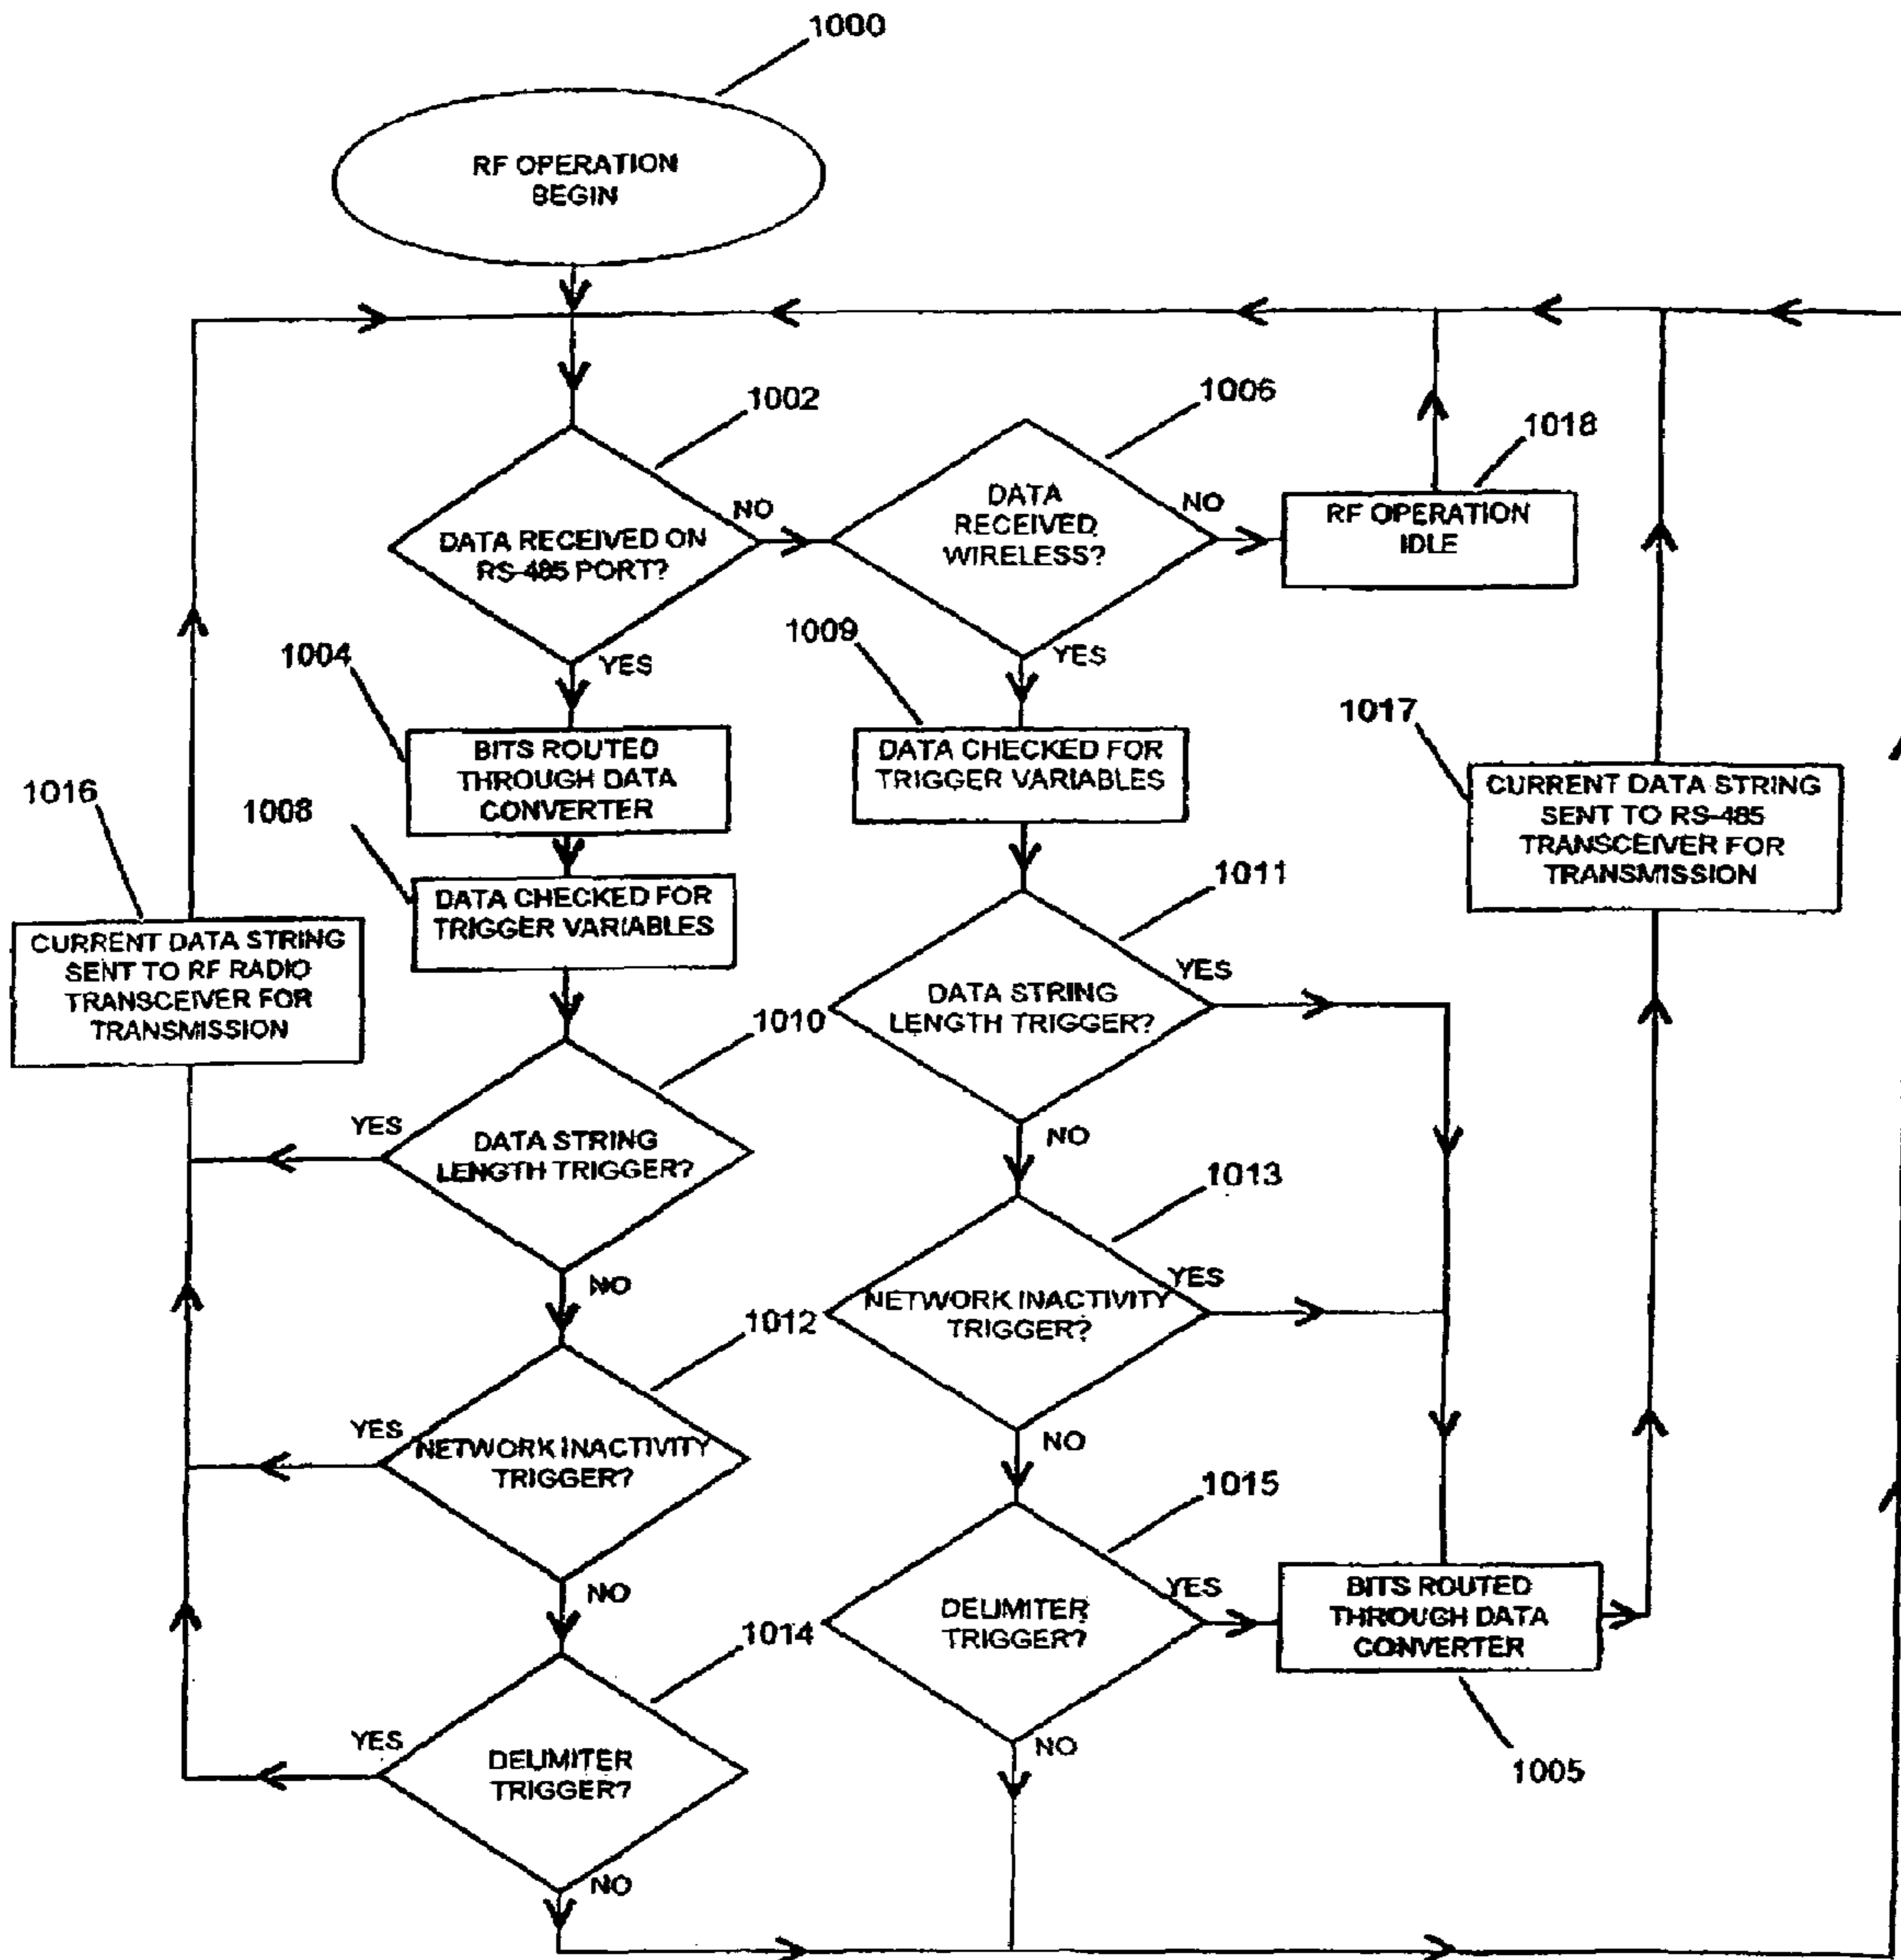 1000
RF OPERATION
BEGIN
1002
DATA RECEIVED ON
RS-485 PORT?
NO
YES
1006
DATA
RECEIVED
WIRELESS?
NO
YES
1018
RF OPERATION
IDLE
1004
BITS ROUTED
THROUGH DATA
CONVERTER
1009
DATA CHECKED FOR
TRIGGER VARIABLES
1017
CURRENT DATA STRING
SENT TO RS-485
TRANSCEIVER FOR
TRANSMISSION
1016
CURRENT DATA STRING
SENT TO RF RADIO
TRANSCEIVER FOR
TRANSMISSION
1008
DATA CHECKED FOR
TRIGGER VARIABLES
1011
DATA STRING
LENGTH TRIGGER?
YES
NO
1010
YES
DATA STRING
LENGTH TRIGGER?
NO
1013
NETWORK INACTIVITY
TRIGGER?
YES
NO
1012
YES
NETWORK INACTIVITY
TRIGGER?
NO
1015
DELIMITER
TRIGGER?
YES
NO
BITS ROUTED
THROUGH DATA
CONVERTER
1005
1014
YES
DELIMITER
TRIGGER?
NO